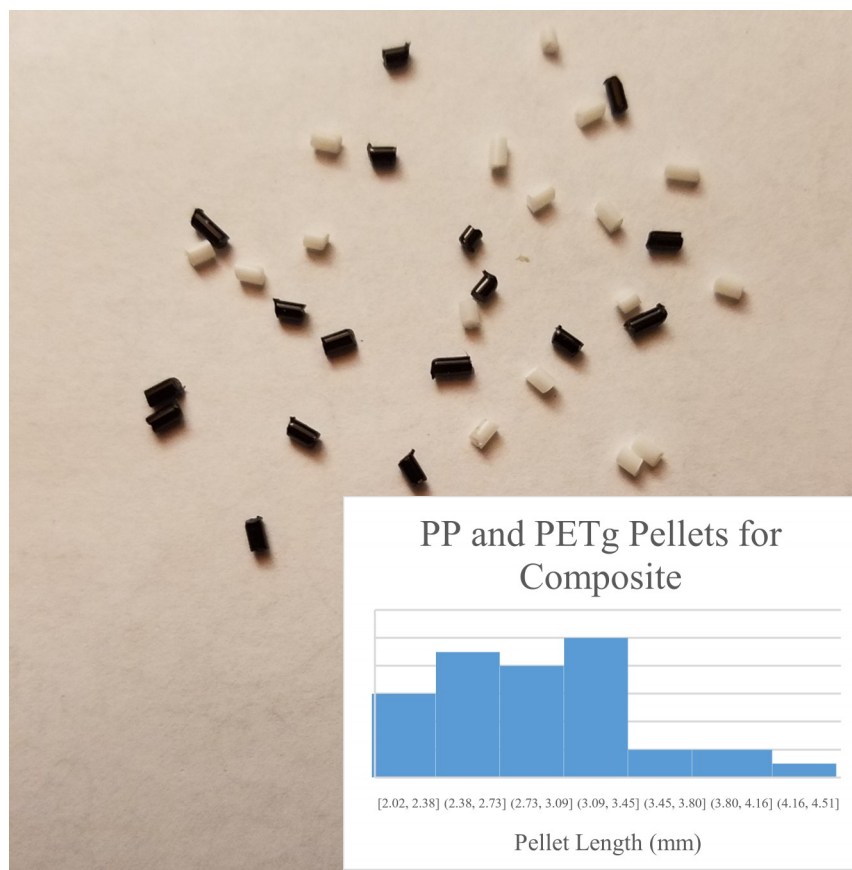 PP and PETg Pellets for
Composite
[2.02, 2.38] (2.38, 2.73] (2.73, 3.09] (3.09, 3.45] (3.45, 3.80] (3.80, 4.16] (4.16, 4.51]
Pellet Length (mm)